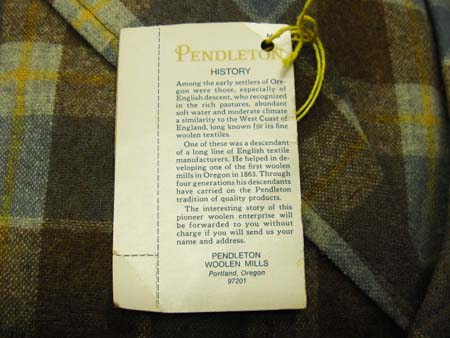 PENDLETON
HISTORY
Among the early settlers of Ore-
gon were those, especially of
English descent, who recognized
in the rich pastures, abundant
soft water and moderate climate
a similarity to the West Coast of
England, long known for its fine
woolen textiles.
One of these was a descendant
of a long line of English textile
manufacturers. He helped in de-
veloping one of the first woolen
mills in Oregon in 1863. Through
four generations his descendants
have carried on the Pendleton
tradition of quality products.
The interesting story of this
pioneer woolen enterprise will
be forwarded to you without
charge if you will send us your
name and address.
PENDLETON
WOOLEN MILLS
Portland, Oregon
97201